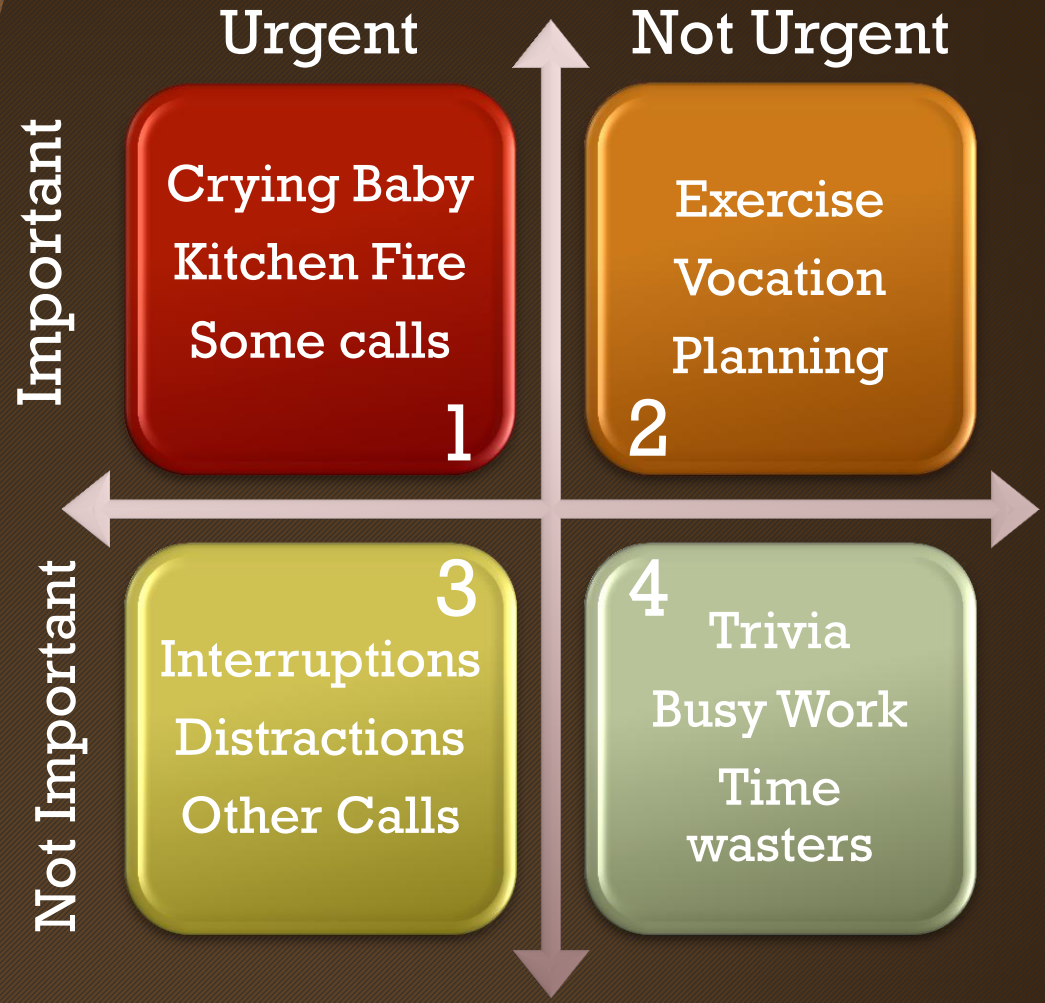 Urgent
Not Urgent
Important
Crying Baby
Kitchen Fire
Some calls
1
Exercise
Vocation
Planning
2
Not Important
3
Interruptions
Distractions
Other Calls
4
Trivia
Busy Work
Time
wasters